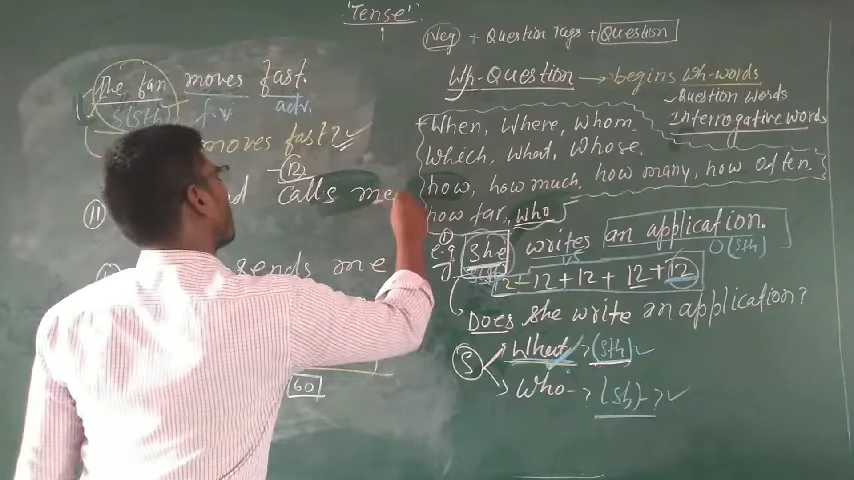 'Tense'
Neg + Question Tags + Question
Wh-Question → begins Wh-words
Question words
Interrogative words
When, Where, Whom
Which, What, Whose.
how, how much, how many, how often.
how far, who
① The fan moves fast.
S(sth) f.v adv.
moves fast? ✓
12
⑪ calls me
sends me
60
e.g She writes an application.
O(sth)
12 - 12 + 12 + 12 + 12
Does she write an application?
S What → (sth) ✓
Who → (sb) → ✓